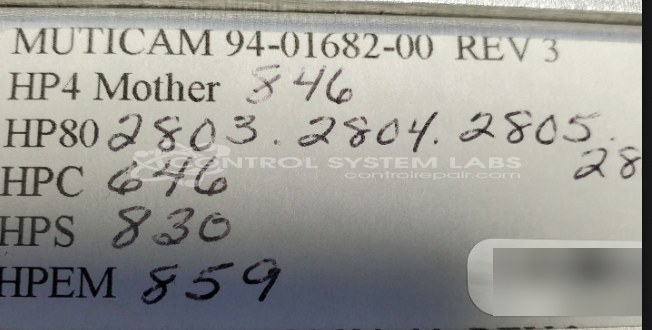 MUTICAM 94-01682-00 REV 3
HP4 Mother 846
HP80 2803. 2804. 2805.
28
CONTROL SYSTEM LABS
controlrepair.com
HPC 646
HPS 830
HPEM 859